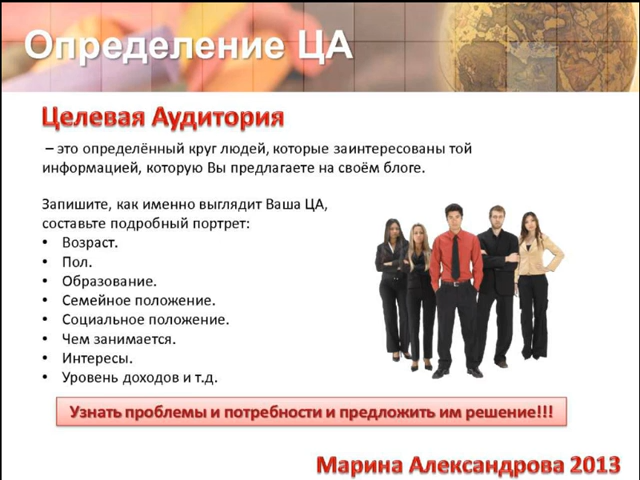 Определение ЦА
Целевая Аудитория
– это определённый круг людей, которые заинтересованы той
информацией, которую Вы предлагаете на своём блоге.
Запишите, как именно выглядит Ваша ЦА,
составьте подробный портрет:
• Возраст.
• Пол.
• Образование.
• Семейное положение.
• Социальное положение.
• Чем занимается.
• Интересы.
• Уровень доходов и т.д.
Узнать проблемы и потребности и предложить им решение!!!
Марина Александрова 2013